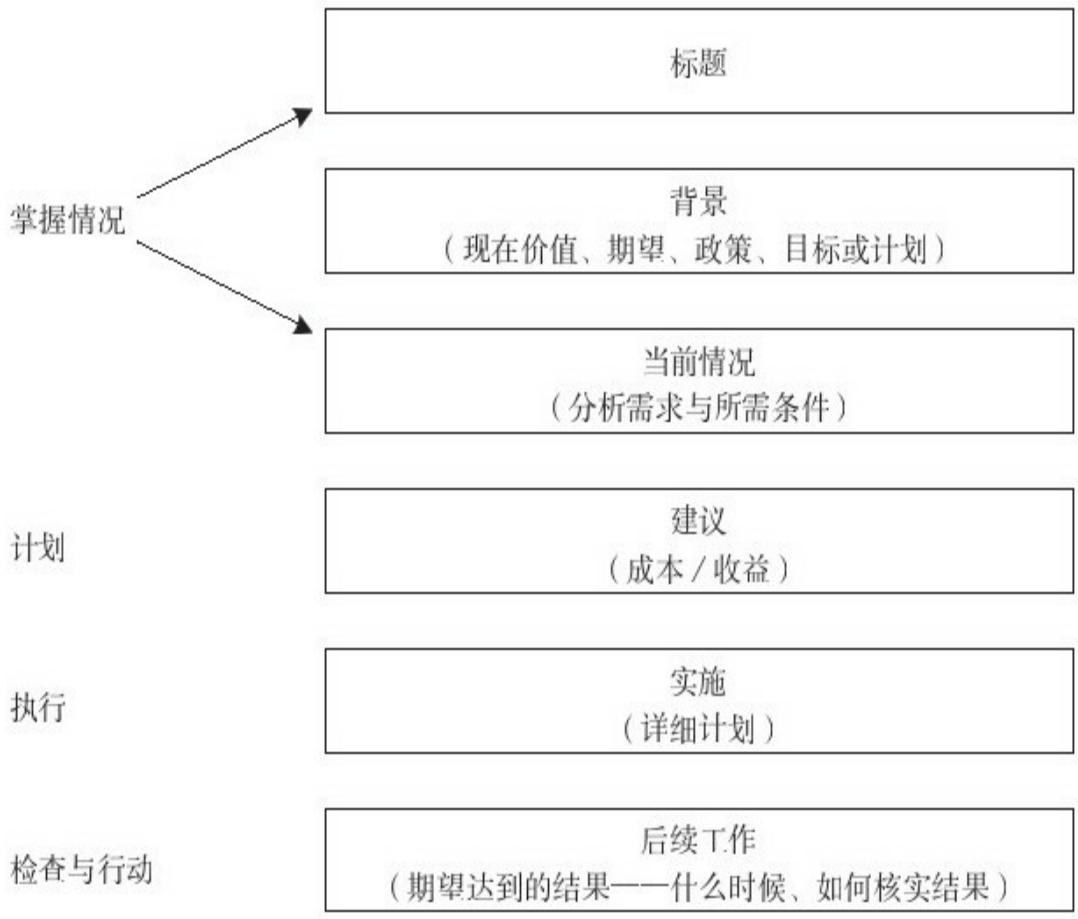 标题
掌握情况
背景
（现在价值、期望、政策、目标或计划）
当前情况
（分析需求与所需条件）
计划
建议
（成本／收益）
执行
实施
（详细计划）
检查与行动
后续工作
（期望达到的结果——什么时候、如何核实结果）